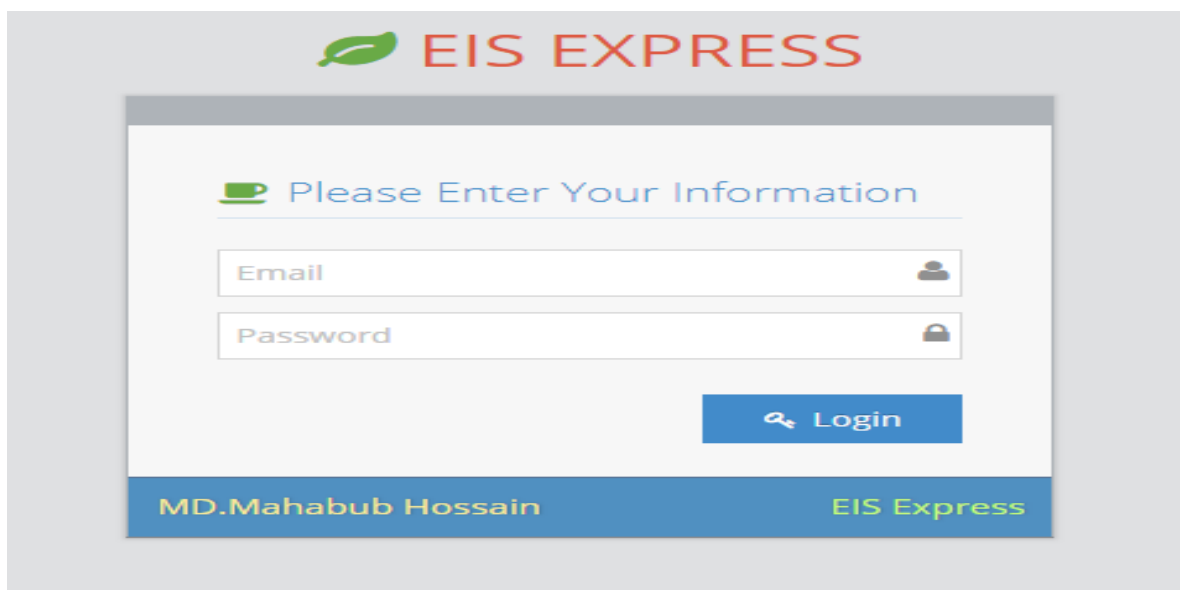 EIS EXPRESS
Please Enter Your Information
Email
Password
Login
MD.Mahabub Hossain EIS Express